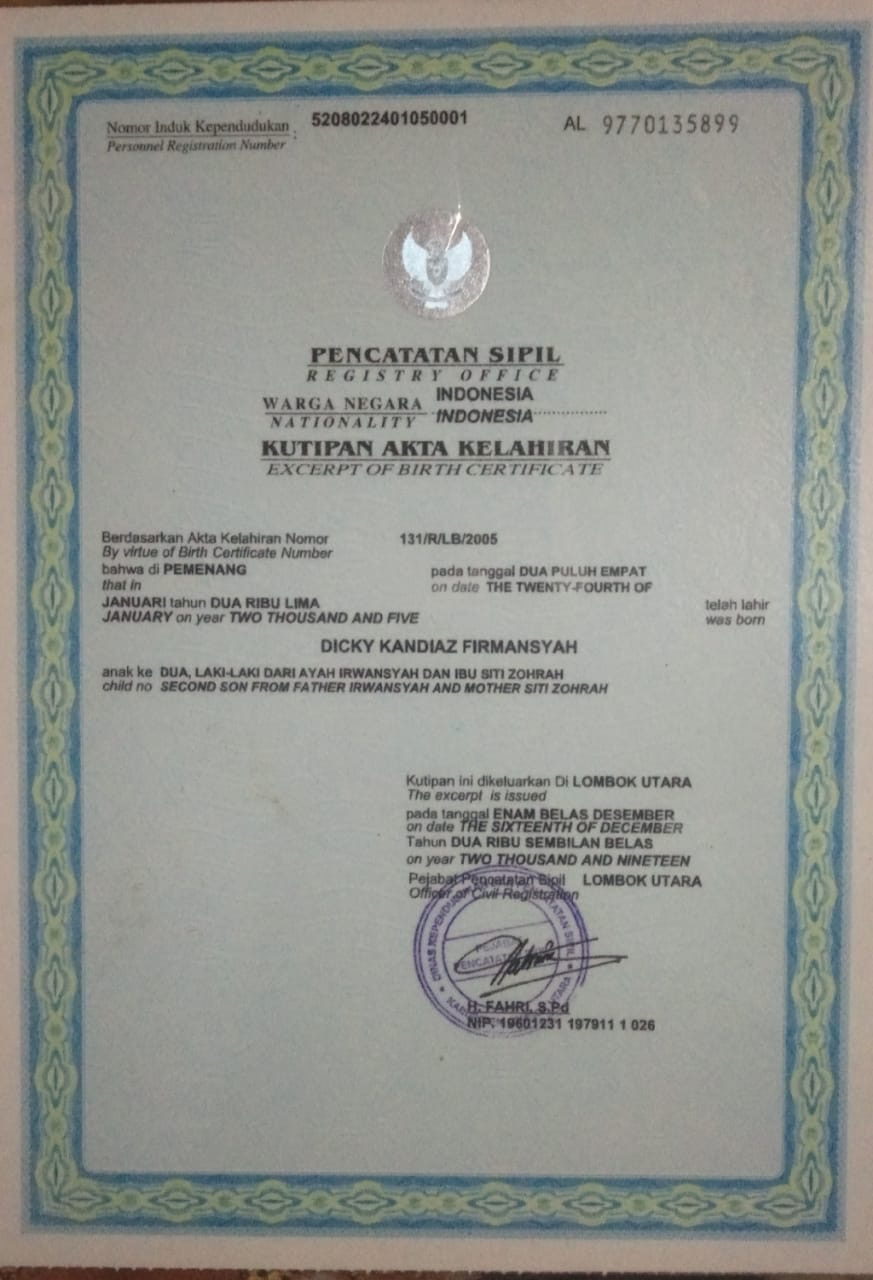 Nomor Induk Kependudukan : 5208022401050001 AL 9770135899
Personnel Registration Number
PENCATATAN SIPIL
REGISTRY OFFICE
WARGA NEGARA INDONESIA
NATIONALITY INDONESIA
KUTIPAN AKTA KELAHIRAN
EXCERPT OF BIRTH CERTIFICATE
Berdasarkan Akta Kelahiran Nomor 131/R/LB/2005
By virtue of Birth Certificate Number
bahwa di PEMENANG pada tanggal DUA PULUH EMPAT
that in on date THE TWENTY-FOURTH OF
JANUARI tahun DUA RIBU LIMA telah lahir
JANUARY on year TWO THOUSAND AND FIVE was born
DICKY KANDIAZ FIRMANSYAH
anak ke DUA, LAKI-LAKI DARI AYAH IRWANSYAH DAN IBU SITI ZOHRAH
child no SECOND SON FROM FATHER IRWANSYAH AND MOTHER SITI ZOHRAH
Kutipan ini dikeluarkan Di LOMBOK UTARA
The excerpt is issued
pada tanggal ENAM BELAS DESEMBER
on date THE SIXTEENTH OF DECEMBER
Tahun DUA RIBU SEMBILAN BELAS
on year TWO THOUSAND AND NINETEEN
Pejabat Pencatatan Sipil LOMBOK UTARA
Officer of Civil Registration
H. FAHRI, S.Pd
NIP. 19601231 197911 1 026